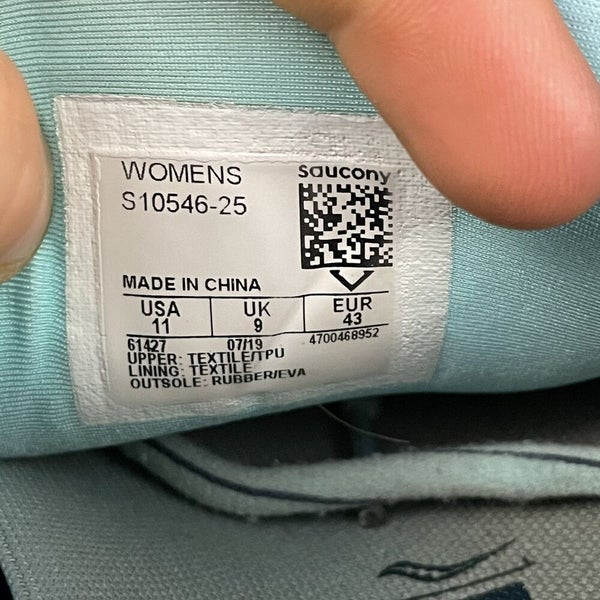 WOMENS
S10546-25
saucony
MADE IN CHINA
USA UK EUR
11 9 43
61427 07/19 4700468952
UPPER: TEXTILE/TPU
LINING: TEXTILE
OUTSOLE: RUBBER/EVA